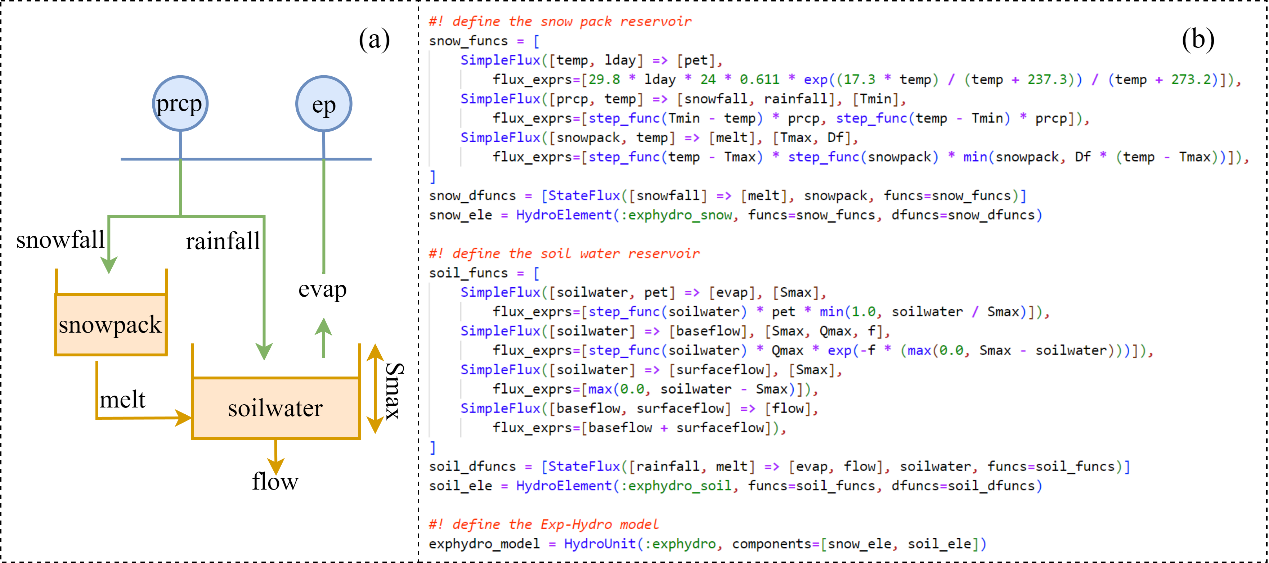 (a)
prcp
ep
snowfall
rainfall
evap
snowpack
melt
soilwater
Smax
flow
(b)
#! define the snow pack reservoir
snow_funcs = [
    SimpleFlux([temp, lday] => [pet],
        flux_exprs=[29.8 * lday * 24 * 0.611 * exp((17.3 * temp) / (temp + 237.3)) / (temp + 273.2)]),
    SimpleFlux([prcp, temp] => [snowfall, rainfall], [Tmin],
        flux_exprs=[step_func(Tmin - temp) * prcp, step_func(temp - Tmin) * prcp]),
    SimpleFlux([snowpack, temp] => [melt], [Tmax, Df],
        flux_exprs=[step_func(temp - Tmax) * step_func(snowpack) * min(snowpack, Df * (temp - Tmax))]),
]
snow_dfuncs = [StateFlux([snowfall] => [melt], snowpack, funcs=snow_funcs)]
snow_ele = HydroElement(:exphydro_snow, funcs=snow_funcs, dfuncs=snow_dfuncs)
#! define the soil water reservoir
soil_funcs = [
    SimpleFlux([soilwater, pet] => [evap], [Smax],
        flux_exprs=[step_func(soilwater) * pet * min(1.0, soilwater / Smax)]),
    SimpleFlux([soilwater] => [baseflow], [Smax, Qmax, f],
        flux_exprs=[step_func(soilwater) * Qmax * exp(-f * (max(0.0, Smax - soilwater)))]),
    SimpleFlux([soilwater] => [surfaceflow], [Smax],
        flux_exprs=[max(0.0, soilwater - Smax)]),
    SimpleFlux([baseflow, surfaceflow] => [flow],
        flux_exprs=[baseflow + surfaceflow]),
]
soil_dfuncs = [StateFlux([rainfall, melt] => [evap, flow], soilwater, funcs=soil_funcs)]
soil_ele = HydroElement(:exphydro_soil, funcs=soil_funcs, dfuncs=soil_dfuncs)
#! define the Exp-Hydro model
exphydro_model = HydroUnit(:exphydro, components=[snow_ele, soil_ele])